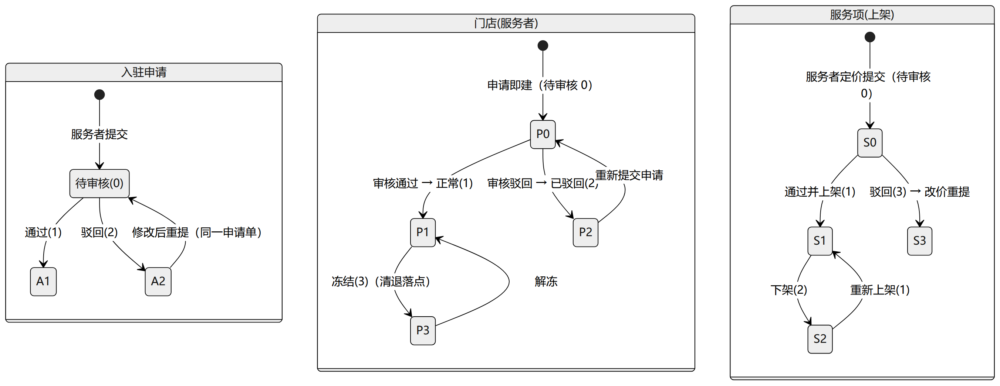 入驻申请
服务者提交
待审核(0)
通过(1)
驳回(2)
修改后重提（同一申请单）
A1
A2
门店(服务者)
申请即建（待审核 0）
P0
审核通过 → 正常(1)
审核驳回 → 已驳回(2)
重新提交申请
P1
P2
冻结(3)（清退落点）
解冻
P3
服务项(上架)
服务者定价提交（待审核
0）
S0
通过并上架(1)
驳回(3) → 改价重提
S1
S3
下架(2)
重新上架(1)
S2